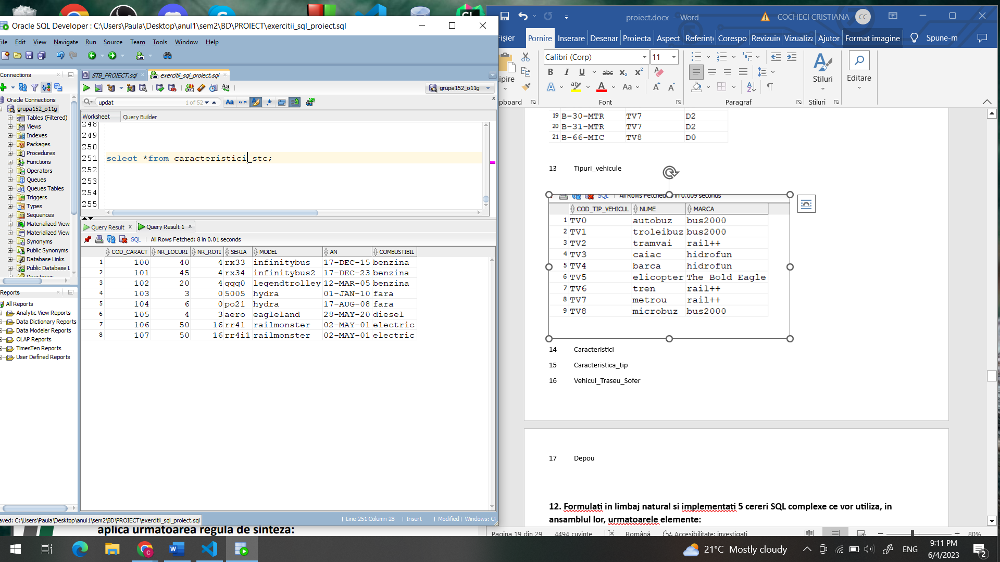 Oracle SQL Developer : C:\Users\Paula\Desktop\anul1\sem2\BD\PROIECT\exercitii_sql_proiect.sql
File Edit View Navigate Run Source Team Tools Window Help
Connections
Oracle Connections
grupa152_o11g
Tables (Filtered)
Views
Indexes
Packages
Procedures
Functions
Operators
Queues
Queues Tables
Triggers
Types
Sequences
Materialized View
Materialized View
Synonyms
Public Synonyms
Database Links
Public Database L
Directories
Reports
All Reports
Analytic View Reports
Data Dictionary Reports
Data Modeler Reports
OLAP Reports
TimesTen Reports
User Defined Reports
STB_PROIECT.sql exercitii_sql_proiect.sql
grupa152_o11g
updat 1 of 52
Worksheet Query Builder
248
249
250
251 select *from caracteristici_stc;
252
253
254
255
Query Result x Query Result 1 x
SQL | All Rows Fetched: 8 in 0.01 seconds
COD_CARACT NR_LOCURI NR_ROTI SERIA MODEL AN COMBUSTIBIL
1 100 40 4 rx33 infinitybus 17-DEC-15 benzina
2 101 45 4 rx34 infinitybus2 17-DEC-23 benzina
3 102 20 4 qqq0 legendtrolley 12-MAR-05 benzina
4 103 3 0 5005 hydra 01-JAN-10 fara
5 104 6 0 po21 hydra 17-AUG-08 fara
6 105 4 3 aero eagleland 28-MAY-20 diesel
7 106 50 16 rr41 railmonster 02-MAY-01 electric
8 107 50 16 rr4i1 railmonster 02-MAY-01 electric
aved: C:\Users\Paula\Desktop\anul1\sem2\BD\PROIECT\exercitii_sql_proiect.sql
| Line 251 Column 28 | Insert | Modified | Windows: CF
aplica urmatoarea regula de sinteza:
proiect.docx - Word COCHECI CRISTIANA CC
Fișier Pornire Inserare Desenar Proiecta Aspect Referinț Corespo Revizuir Vizualiza Ajutor Format imagine Spune-m
Calibri (Corp) 11
ipire
Stiluri Editare
pboard Font Paragraf Stiluri
19 B-30-MTR TV7 D2
20 B-31-MTR TV7 D2
21 B-66-MIC TV8 D0
13 Tipuri_vehicule
SQL | All Rows Fetched: in 0.009 seconds
COD_TIP_VEHICUL NUME MARCA
1 TV0 autobuz bus2000
2 TV1 troleibuz bus2000
3 TV2 tramvai rail++
4 TV3 caiac hidrofun
5 TV4 barca hidrofun
6 TV5 elicopter The Bold Eagle
7 TV6 tren rail++
8 TV7 metrou rail++
9 TV8 microbuz bus2000
14 Caracteristici
15 Caracteristica_tip
16 Vehicul_Traseu_Sofer
17 Depou
12. Formulati in limbaj natural si implementati 5 cereri SQL complexe ce vor utiliza, in
ansamblul lor, urmatoarele elemente:
Pagina 19 din 29 4494 cuvinte Română Accesibilitate: investigați 80%
21°C Mostly cloudy ENG 9:11 PM
6/4/2023
2